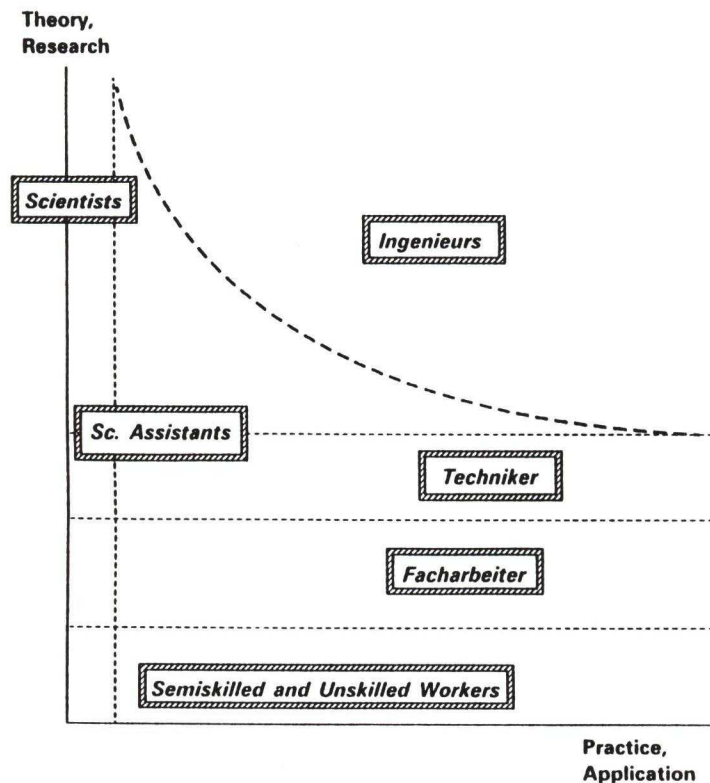 Theory,
Research
Scientists
Ingenieurs
Sc. Assistants
Techniker
Facharbeiter
Semiskilled and Unskilled Workers
Practice,
Application